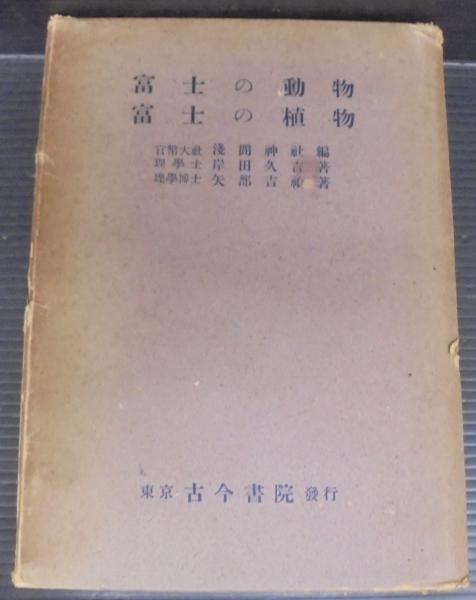 富士の動物
富士の植物
官幣大社 淺間神社編
理學士 岸田久吉著
理學博士 矢部吉禎著
東京 古今書院 發行